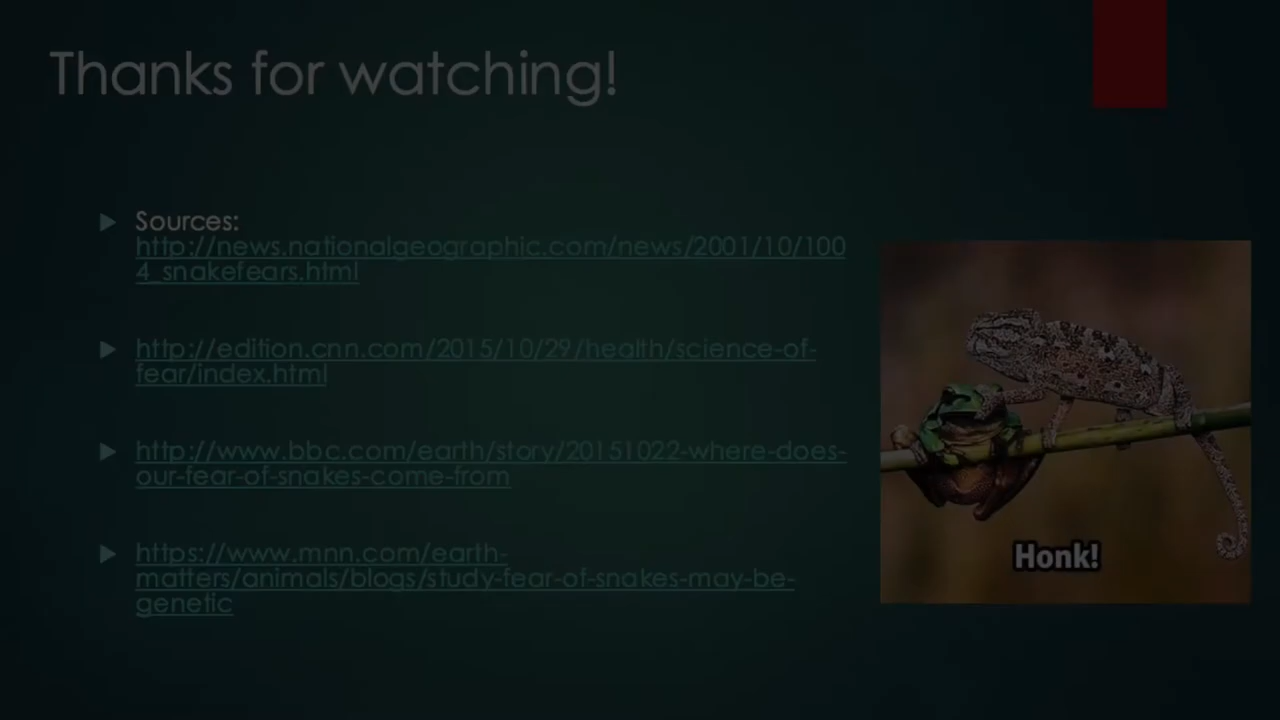 Thanks for watching!
Sources:
http://news.nationalgeographic.com/news/2001/10/100
4_snakefears.html
http://edition.cnn.com/2015/10/29/health/science-of-
fear/index.html
http://www.bbc.com/earth/story/20151022-where-does-
our-fear-of-snakes-come-from
https://www.mnn.com/earth-
matters/animals/blogs/study-fear-of-snakes-may-be-
genetic
Honk!